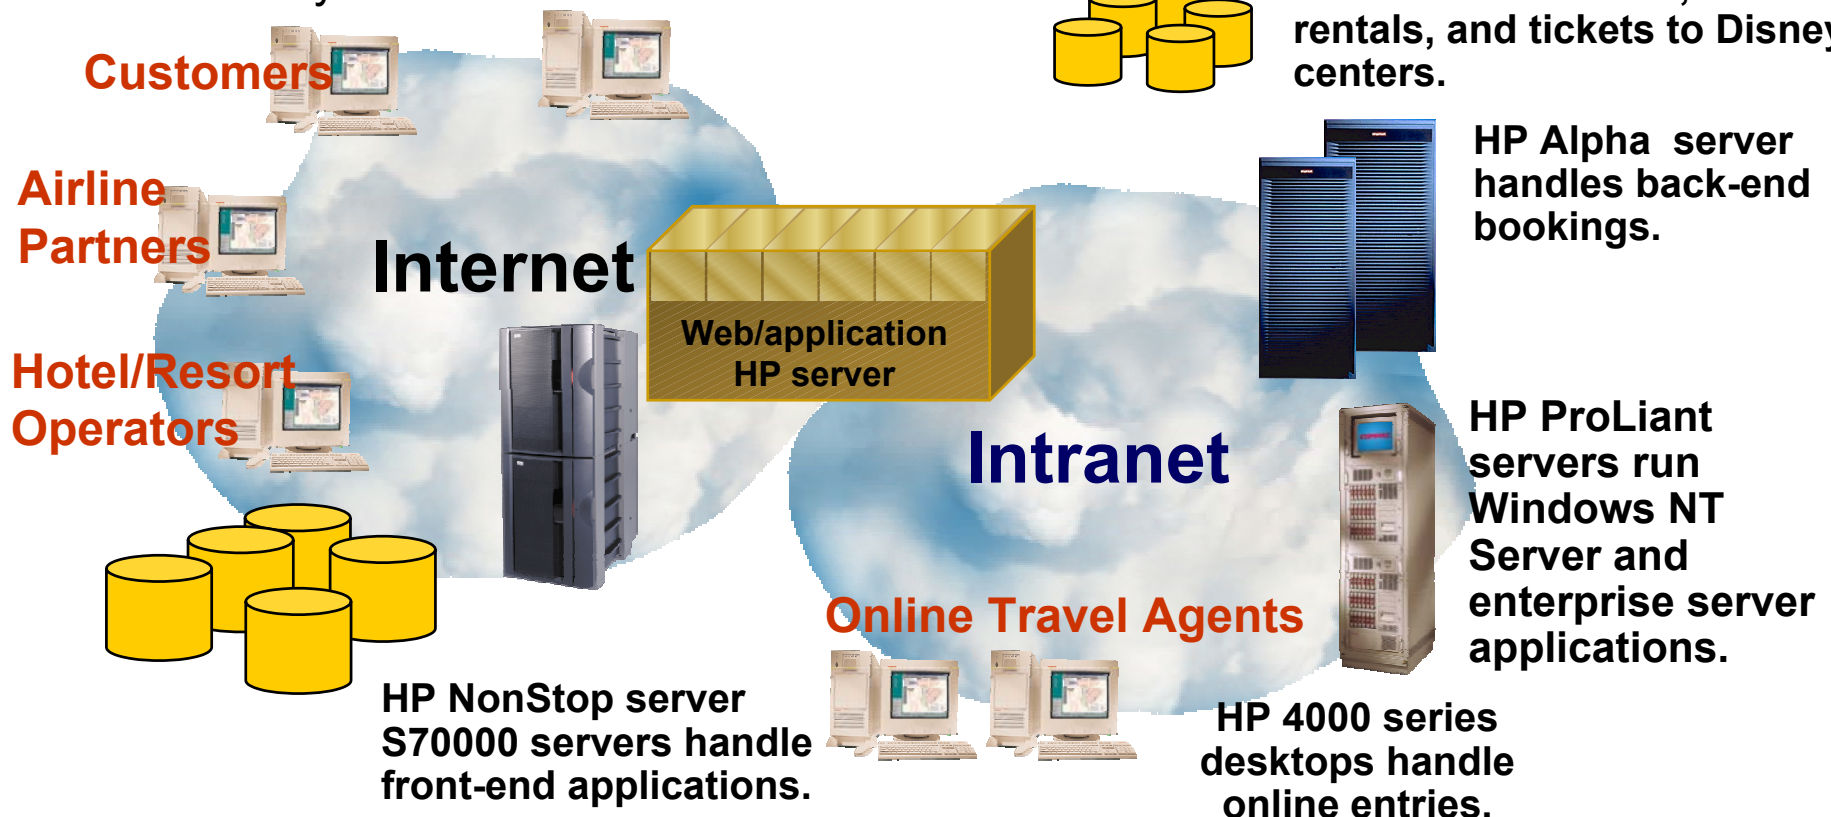 rentals, and tickets to Disney
centers.
Customers
HP Alpha server
handles back-end
bookings.
Airline
Partners
Internet
Web/application
HP server
Hotel/Resort
Operators
Intranet
HP ProLiant
servers run
Windows NT
Server and
enterprise server
applications.
Online Travel Agents
HP NonStop server
S70000 servers handle
front-end applications.
HP 4000 series
desktops handle
online entries.